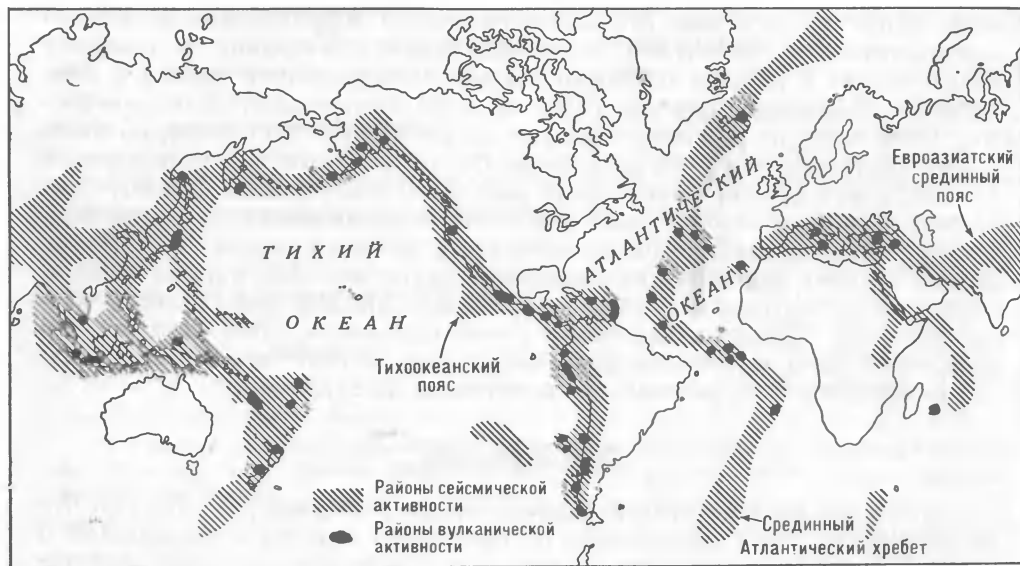 Евроазиатский
срединный
пояс
АТЛАНТИЧЕСКИЙ
ОКЕАН
ТИХИЙ
ОКЕАН
Тихоокеанский
пояс
Районы сейсмической
активности
Районы вулканической
активности
Срединный
Атлантический хребет